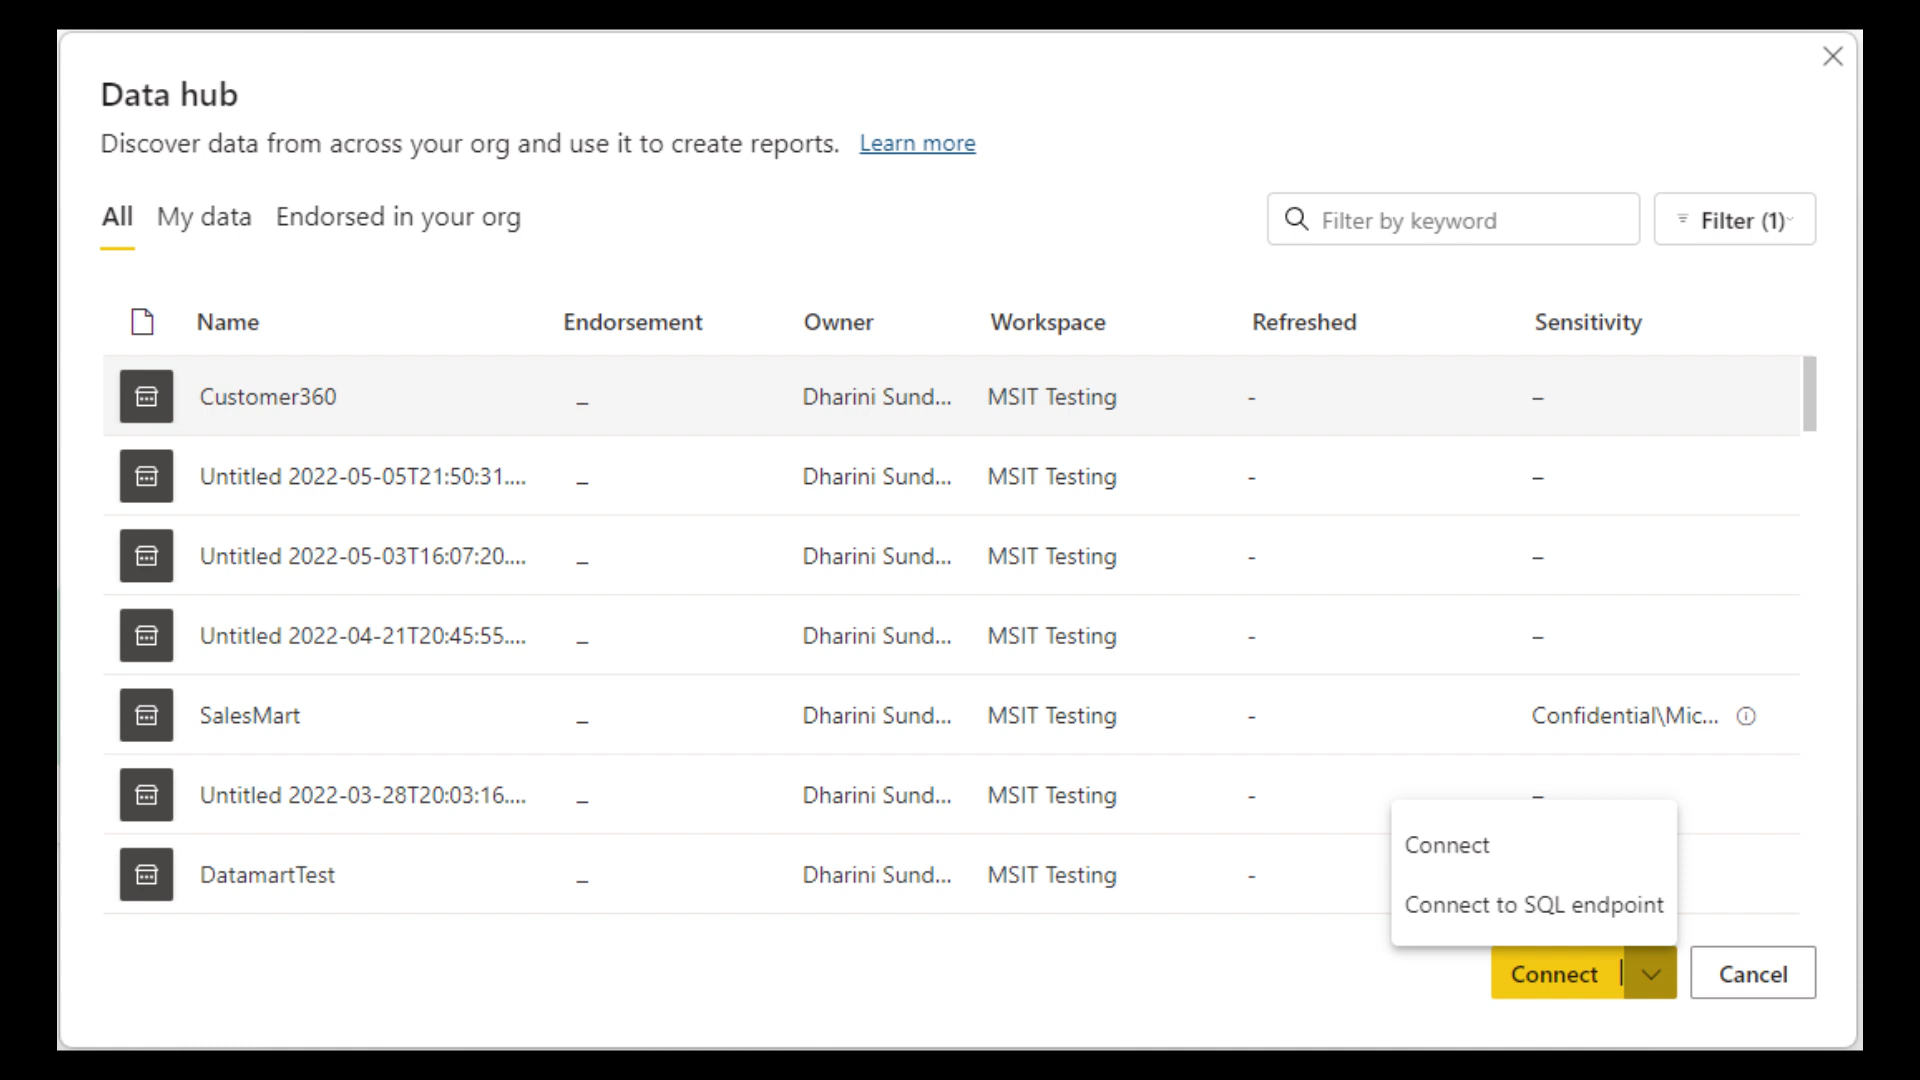 Data hub
Discover data from across your org and use it to create reports. Learn more
All My data Endorsed in your org Filter by keyword Filter (1)
Name Endorsement Owner Workspace Refreshed Sensitivity
Customer360 – Dharini Sund... MSIT Testing - –
Untitled 2022-05-05T21:50:31.... – Dharini Sund... MSIT Testing - –
Untitled 2022-05-03T16:07:20.... – Dharini Sund... MSIT Testing - –
Untitled 2022-04-21T20:45:55.... – Dharini Sund... MSIT Testing - –
SalesMart – Dharini Sund... MSIT Testing - Confidential\Mic...
Untitled 2022-03-28T20:03:16.... – Dharini Sund... MSIT Testing - –
DatamartTest – Dharini Sund... MSIT Testing -
Connect
Connect to SQL endpoint
Connect Cancel